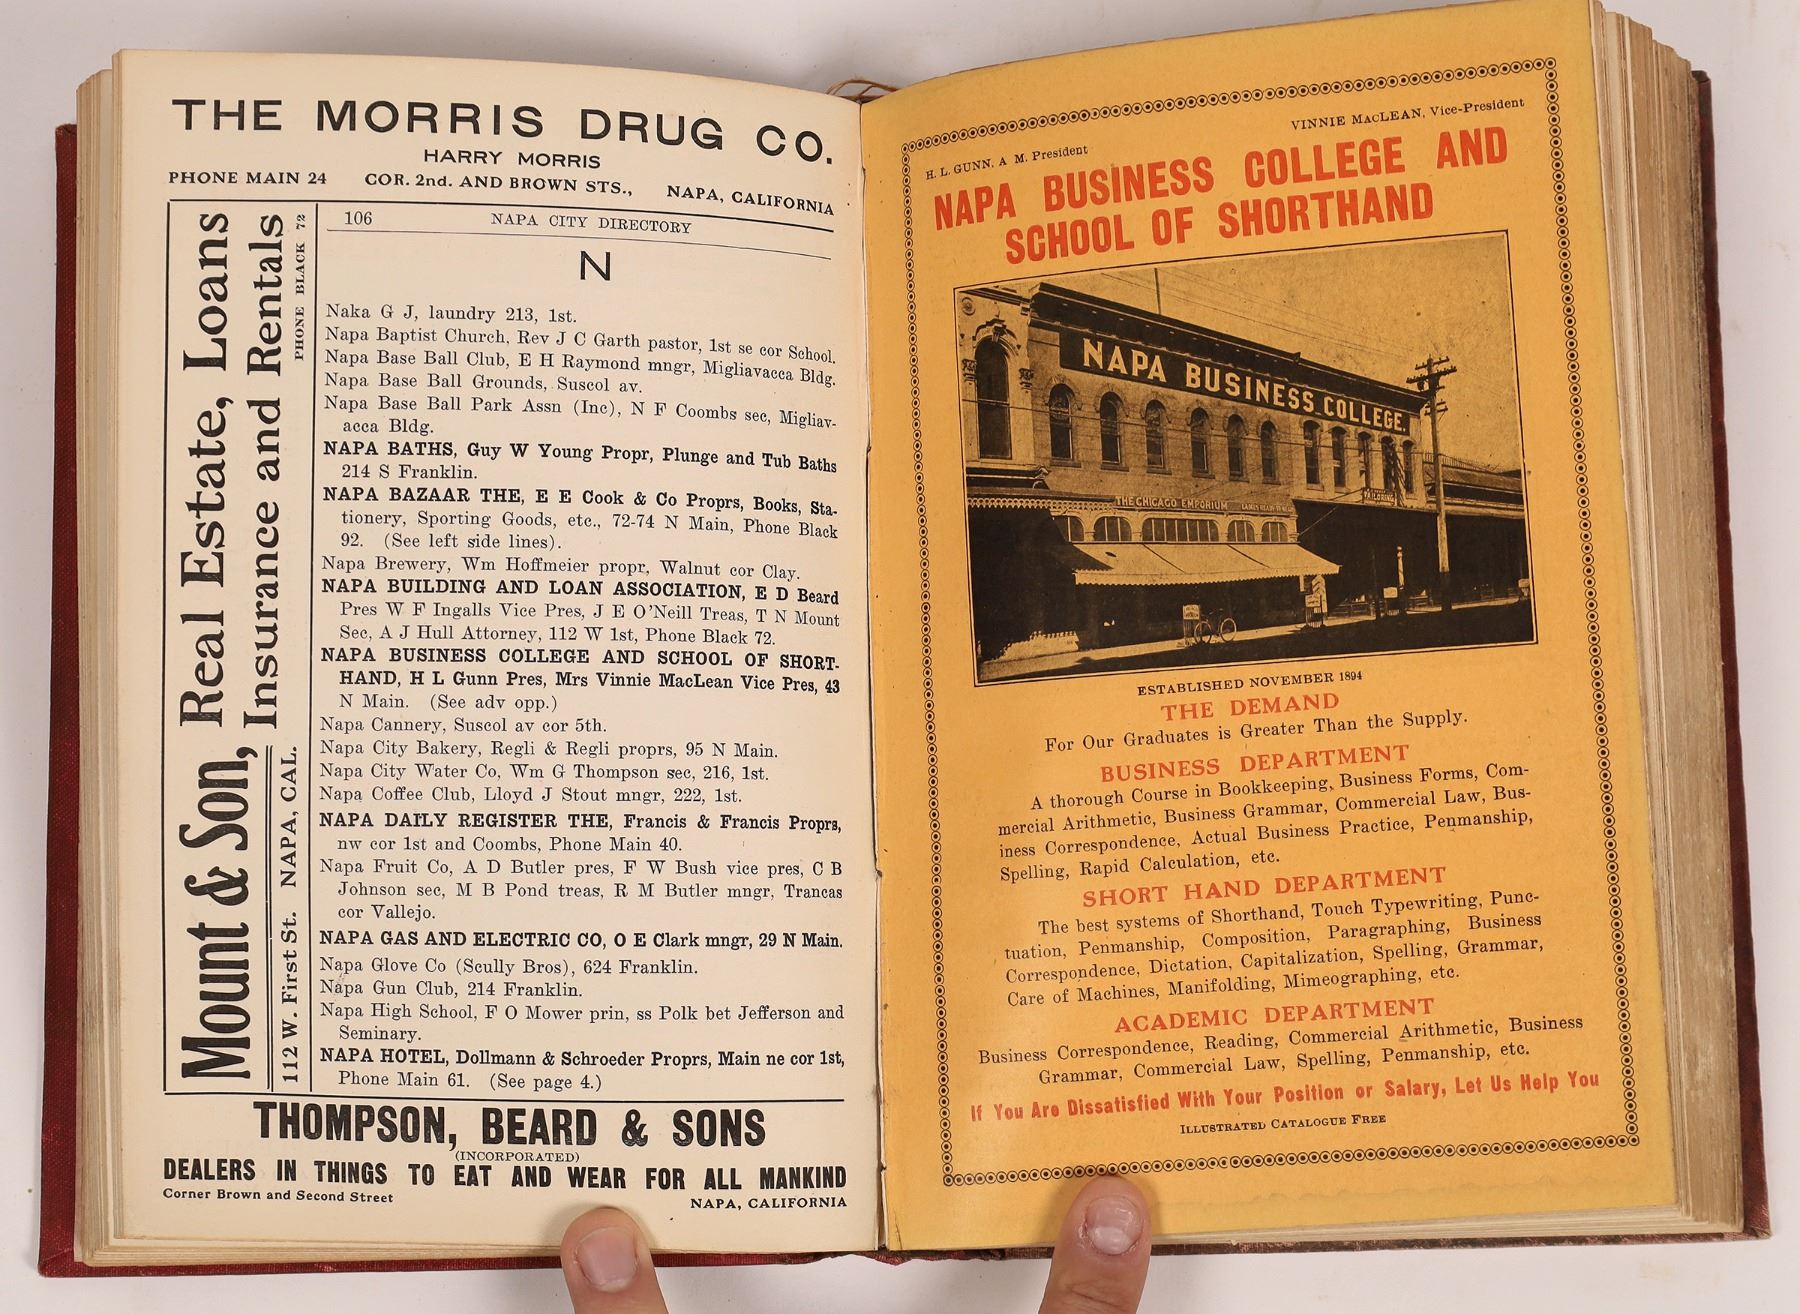 THE MORRIS DRUG CO.
HARRY MORRIS
PHONE MAIN 24 COR. 2nd. AND BROWN STS., NAPA, CALIFORNIA
Mount & Son, Real Estate, Loans
Insurance and Rentals
112 W. First St. NAPA, CAL. PHONE BLACK 72
106 NAPA CITY DIRECTORY
N
Naka G J, laundry 213, 1st.
Napa Baptist Church, Rev J C Garth pastor, 1st se cor School.
Napa Base Ball Club, E H Raymond mngr, Migliavacca Bldg.
Napa Base Ball Grounds, Suscol av.
Napa Base Ball Park Assn (Inc), N F Coombs sec, Migliav-
acca Bldg.
NAPA BATHS, Guy W Young Propr, Plunge and Tub Baths
214 S Franklin.
NAPA BAZAAR THE, E E Cook & Co Proprs, Books, Sta-
tionery, Sporting Goods, etc., 72-74 N Main, Phone Black
92. (See left side lines).
Napa Brewery, Wm Hoffmeier propr, Walnut cor Clay.
NAPA BUILDING AND LOAN ASSOCIATION, E D Beard
Pres W F Ingalls Vice Pres, J E O'Neill Treas, T N Mount
Sec, A J Hull Attorney, 112 W 1st, Phone Black 72.
NAPA BUSINESS COLLEGE AND SCHOOL OF SHORT-
HAND, H L Gunn Pres, Mrs Vinnie MacLean Vice Pres, 43
N Main. (See adv opp.)
Napa Cannery, Suscol av cor 5th.
Napa City Bakery, Regli & Regli proprs, 95 N Main.
Napa City Water Co, Wm G Thompson sec, 216, 1st.
Napa Coffee Club, Lloyd J Stout mngr, 222, 1st.
NAPA DAILY REGISTER THE, Francis & Francis Proprs,
nw cor 1st and Coombs, Phone Main 40.
Napa Fruit Co, A D Butler pres, F W Bush vice pres, C B
Johnson sec, M B Pond treas, R M Butler mngr, Trancas
cor Vallejo.
NAPA GAS AND ELECTRIC CO, O E Clark mngr, 29 N Main.
Napa Glove Co (Scully Bros), 624 Franklin.
Napa Gun Club, 214 Franklin.
Napa High School, F O Mower prin, ss Polk bet Jefferson and
Seminary.
NAPA HOTEL, Dollmann & Schroeder Proprs, Main ne cor 1st,
Phone Main 61. (See page 4.)
THOMPSON, BEARD & SONS
(INCORPORATED)
DEALERS IN THINGS TO EAT AND WEAR FOR ALL MANKIND
Corner Brown and Second Street NAPA, CALIFORNIA
H. L. GUNN, A M. President VINNIE MACLEAN, Vice-President
NAPA BUSINESS COLLEGE AND
SCHOOL OF SHORTHAND
NAPA BUSINESS COLLEGE.
THE CHICAGO EMPORIUM
TAILORING
ESTABLISHED NOVEMBER 1894
THE DEMAND
For Our Graduates is Greater Than the Supply.
BUSINESS DEPARTMENT
A thorough Course in Bookkeeping, Business Forms, Com-
mercial Arithmetic, Business Grammar, Commercial Law, Bus-
iness Correspondence, Actual Business Practice, Penmanship,
Spelling, Rapid Calculation, etc.
SHORT HAND DEPARTMENT
The best systems of Shorthand, Touch Typewriting, Punc-
tuation, Penmanship, Composition, Paragraphing, Business
Correspondence, Dictation, Capitalization, Spelling, Grammar,
Care of Machines, Manifolding, Mimeographing, etc.
ACADEMIC DEPARTMENT
Business Correspondence, Reading, Commercial Arithmetic, Business
Grammar, Commercial Law, Spelling, Penmanship, etc.
If You Are Dissatisfied With Your Position or Salary, Let Us Help You
ILLUSTRATED CATALOGUE FREE